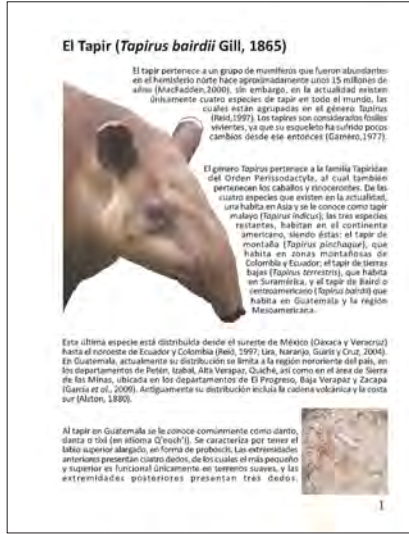 El Tapir (Tapirus bairdii Gill, 1865)
El tapir pertenece a un grupo de mamíferos que fueron abundantes
en el hemisferio norte hace aproximadamente unos 15 millones de
años (MacFadden,2000), sin embargo, en la actualidad existen
únicamente cuatro especies de tapir en todo el mundo, las
cuales están agrupadas en el género Tapirus
(Reid,1997). Los tapires son considerados fósiles
vivientes, ya que su esqueleto ha sufrido pocos
cambios desde ese entonces (Gamero,1977).
El género Tapirus pertenece a la familia Tapiridae
del Orden Perissodactyla, al cual también
pertenecen los caballos y rinocerontes. De las
cuatro especies que existen en la actualidad,
una habita en Asia y se le conoce como tapir
malayo (Tapirus indicus); las tres especies
restantes, habitan en el continente
americano, siendo éstas: el tapir de
montaña (Tapirus pinchaque), que
habita en zonas montañosas de
Colombia y Ecuador; el tapir de tierras
bajas (Tapirus terrestris), que habita
en Suramérica, y el tapir de Baird o
centroamericano (Tapirus bairdii) que
habita en Guatemala y la región
Mesoamericana.
Esta última especie está distribuida desde el sureste de México (Oaxaca y Veracruz)
hasta el noroeste de Ecuador y Colombia (Reid, 1997; Lira, Naranjo, Guiris y Cruz, 2004).
En Guatemala, actualmente su distribución se limita a la región nororiente del país, en
los departamentos de Petén, Izabal, Alta Verapaz, Quiché, así como en el área de Sierra
de las Minas, ubicada en los departamentos de El Progreso, Baja Verapaz y Zacapa
(García et al., 2009). Antiguamente su distribución incluía la cadena volcánica y la costa
sur (Alston, 1880).
Al tapir en Guatemala se le conoce comúnmente como danto,
danta o tixl (en idioma Q'eqchi'). Se caracteriza por tener el
labio superior alargado, en forma de proboscis. Las extremidades
anteriores presentan cuatro dedos, de los cuales el más pequeño
y superior es funcional únicamente en terrenos suaves, y las
extremidades posteriores presentan tres dedos.
1